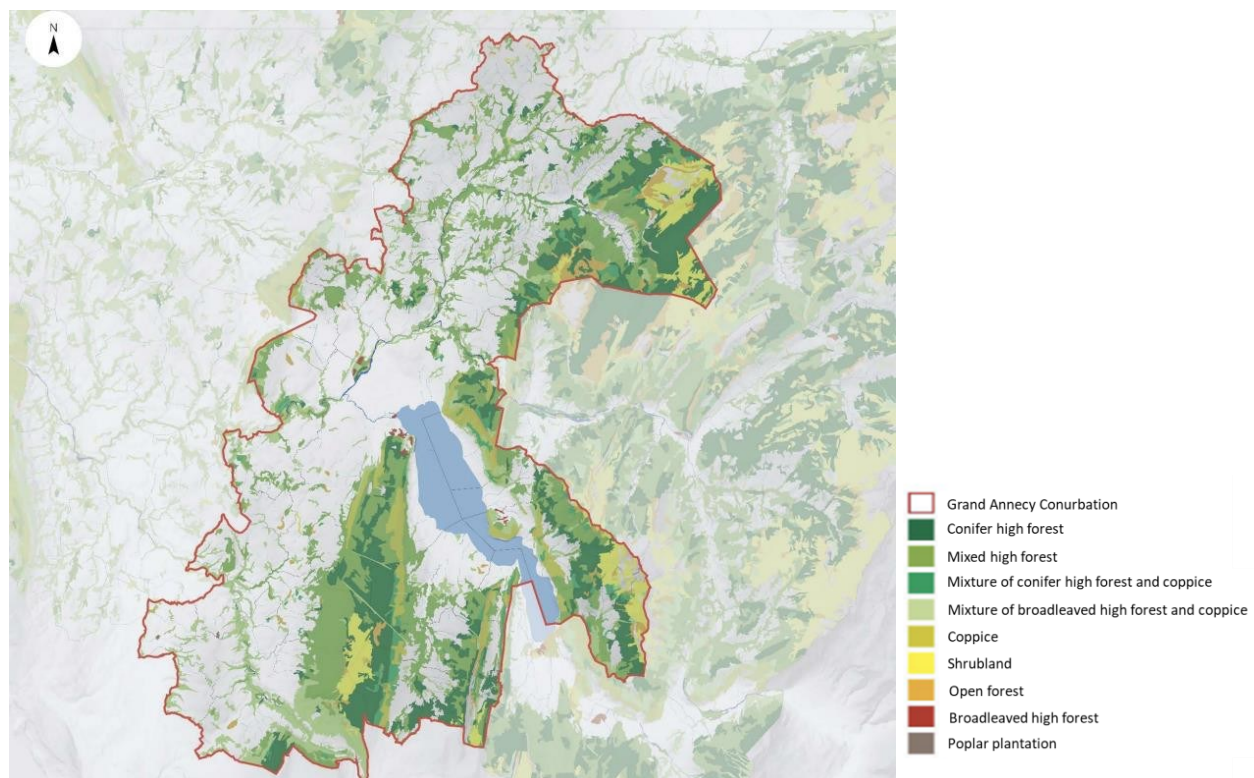 N
Grand Annecy Conurbation
Conifer high forest
Mixed high forest
Mixture of conifer high forest and coppice
Mixture of broadleaved high forest and coppice
Coppice
Shrubland
Open forest
Broadleaved high forest
Poplar plantation